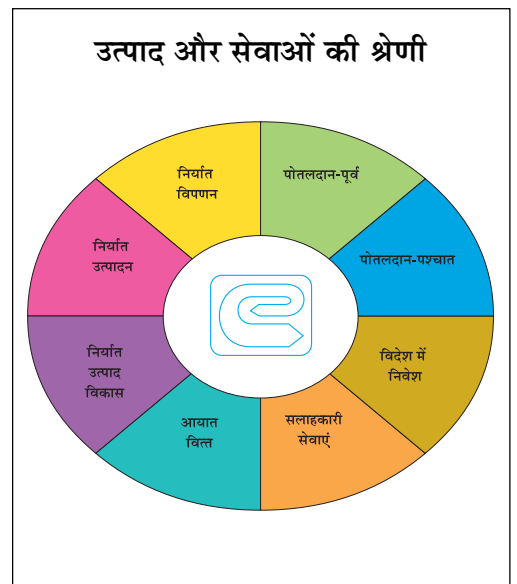 उत्पाद और सेवाओं की श्रेणी
पोतलदान-पूर्व
पोतलदान-पश्चात
विदेश में
निवेश
सलाहकारी
सेवाएं
आयात
वित्त
निर्यात
उत्पाद
विकास
निर्यात
उत्पादन
निर्यात
विपणन